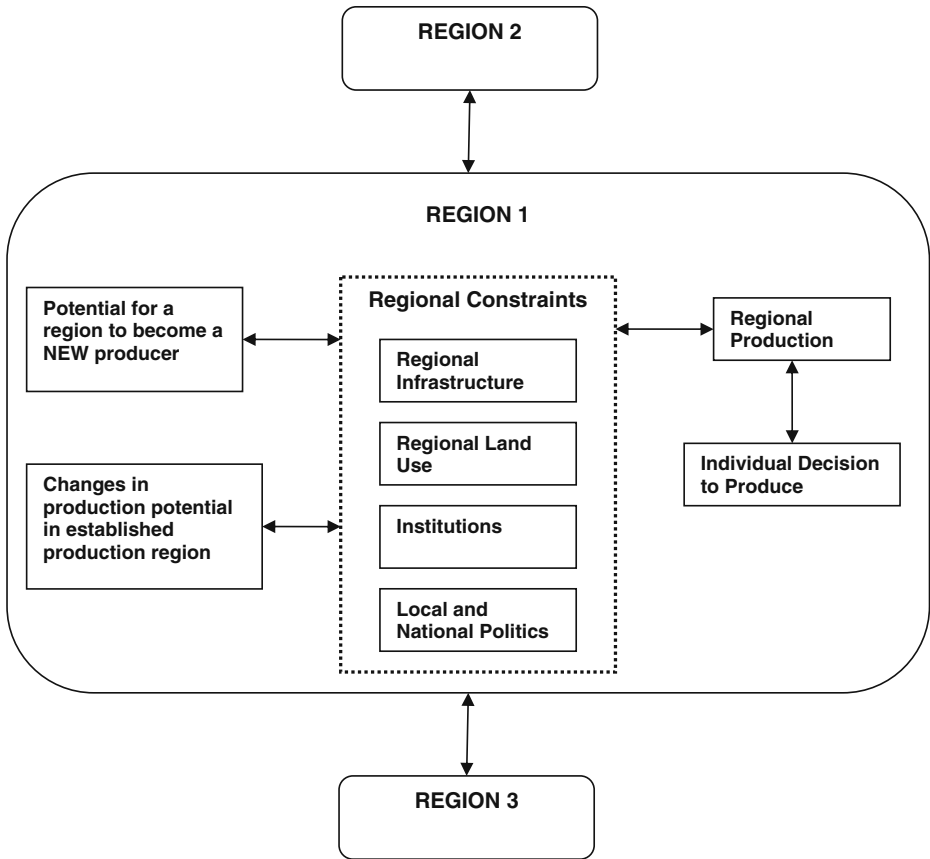 REGION 2
REGION 1
Potential for a
region to become a
NEW producer
Changes in
production potential
in established
production region
Regional Constraints
Regional
Infrastructure
Regional Land
Use
Institutions
Local and
National Politics
Regional
Production
Individual Decision
to Produce
REGION 3